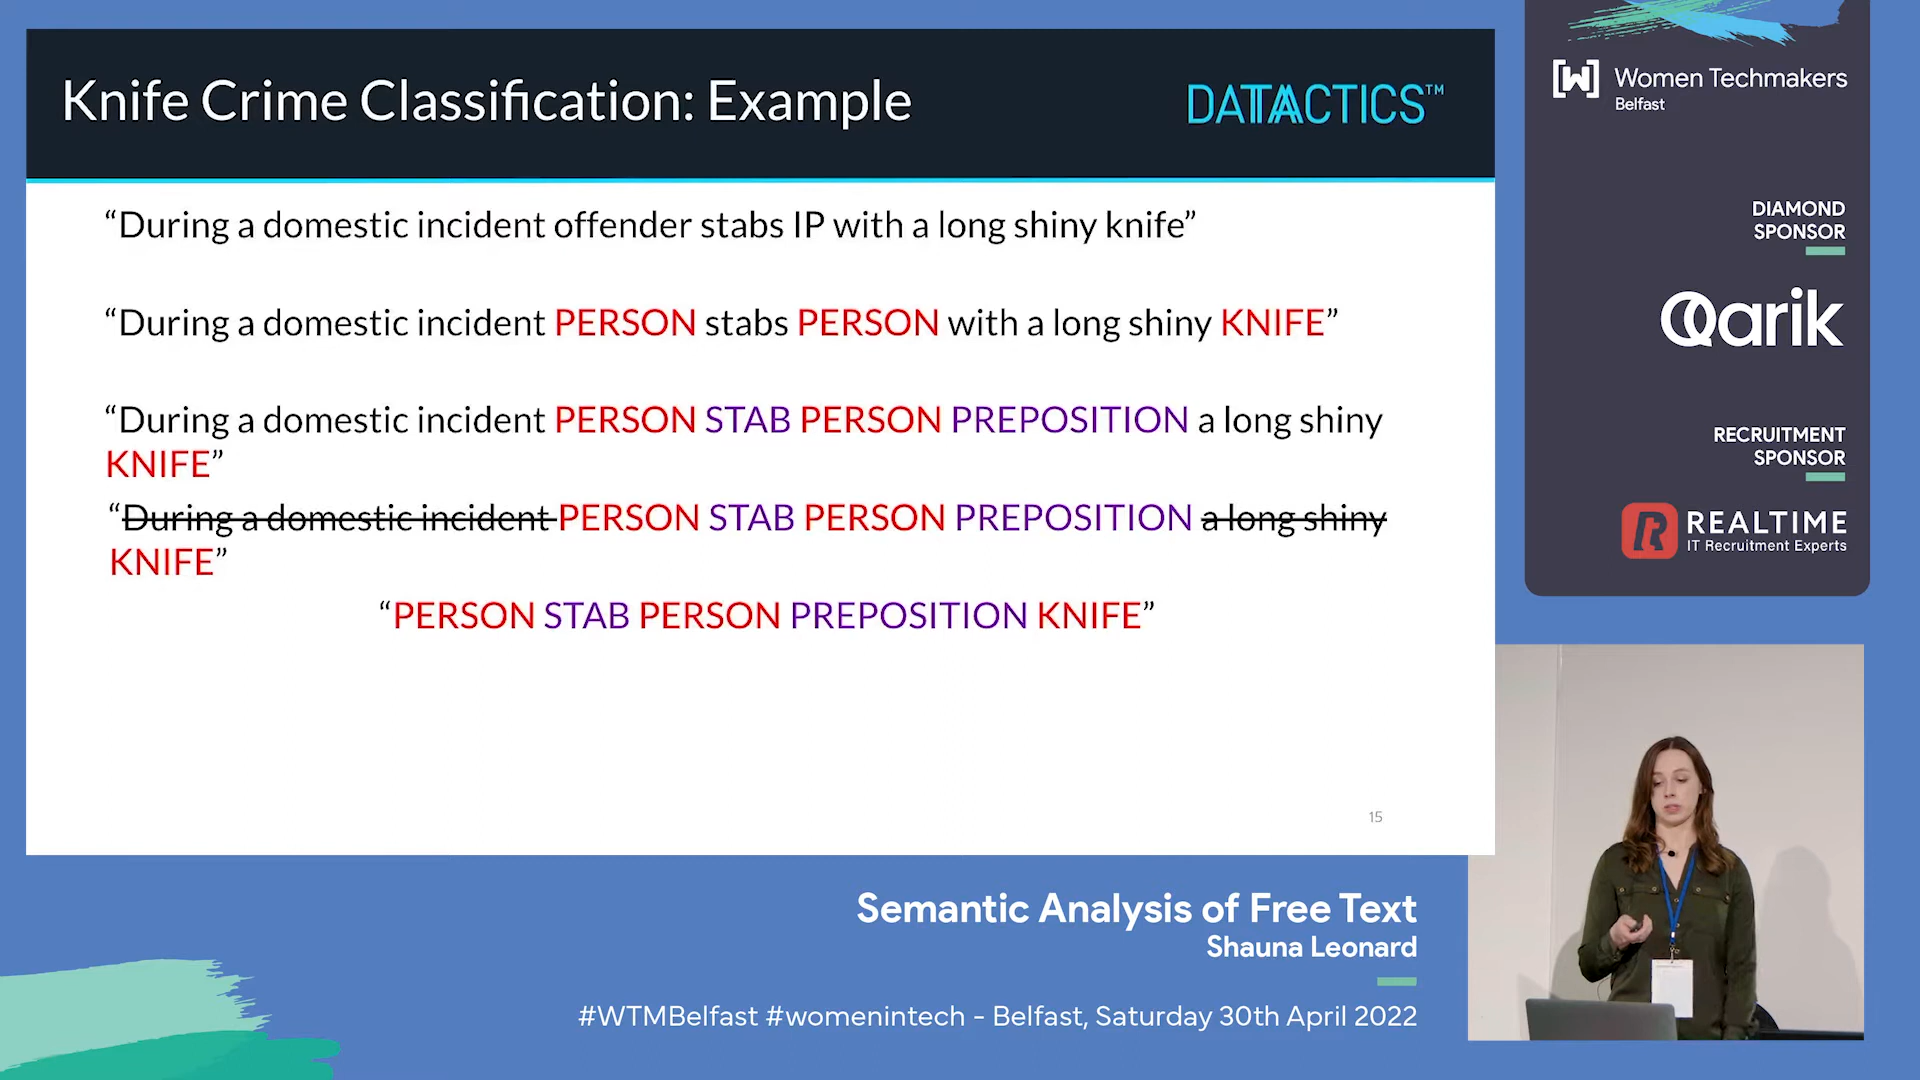 Knife Crime Classification: Example
DATACTICS™
“During a domestic incident offender stabs IP with a long shiny knife”
“During a domestic incident PERSON stabs PERSON with a long shiny KNIFE”
“During a domestic incident PERSON STAB PERSON PREPOSITION a long shiny
KNIFE”
“During a domestic incident PERSON STAB PERSON PREPOSITION a long shiny
KNIFE”
“PERSON STAB PERSON PREPOSITION KNIFE”
15
Women Techmakers
Belfast
DIAMOND
SPONSOR
Qarik
RECRUITMENT
SPONSOR
REALTIME
IT Recruitment Experts
Semantic Analysis of Free Text
Shauna Leonard
#WTMBelfast #womenintech - Belfast, Saturday 30th April 2022